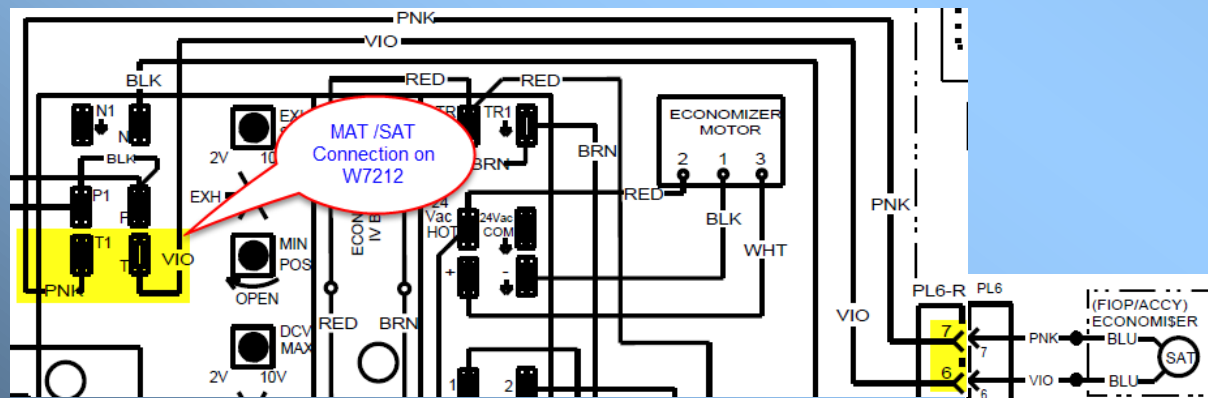 PNK
VIO
BLK
RED
RED
N1
N
EXH
2V
10
TR
TR1
ECONOMIZER
MOTOR
2 1 3
MAT /SAT
Connection on
W7212
BLK
BRN
BRN
P1
P
EXH
24
Vac
HOT
24Vac
COM
RED
BLK
WHT
PNK
T1
T
VIO
PNK
MIN
POS
OPEN
ECON
IV B
+
-
VIO
RED
BRN
DCV
MAX
2V
10V
1
2
PL6-R
PL6
7
7
PNK
BLU
6
6
VIO
BLU
(FIOP/ACCY)
ECONOMI$ER
SAT